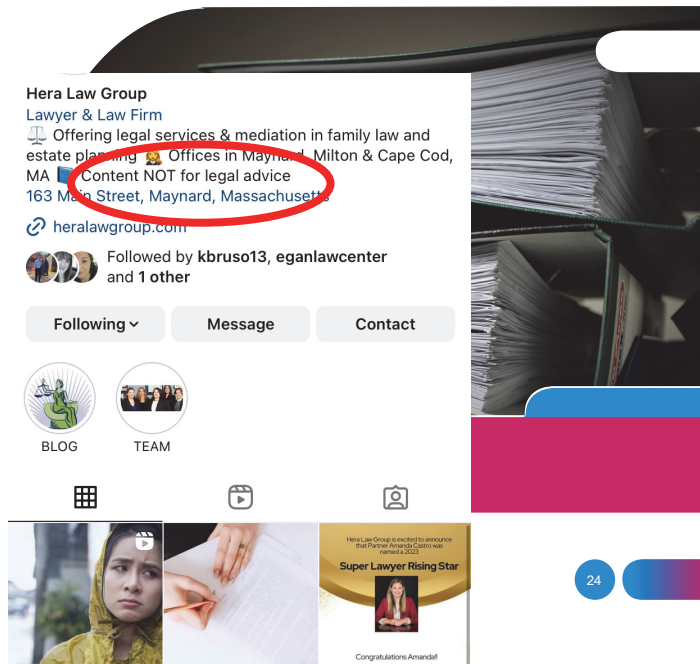 Hera Law Group
Lawyer & Law Firm
⚖️ Offering legal services & mediation in family law and
estate planning 👩‍⚖️ Offices in Maynard, Milton & Cape Cod,
MA 📘 Content NOT for legal advice
163 Main Street, Maynard, Massachusetts
heralawgroup.com
Followed by kbruso13, eganlawcenter
and 1 other
Following Message Contact
BLOG TEAM
Hera Law Group is excited to announce
that Partner Amanda Castro was
named a 2023
Super Lawyer Rising Star
Congratulations Amanda!!
24